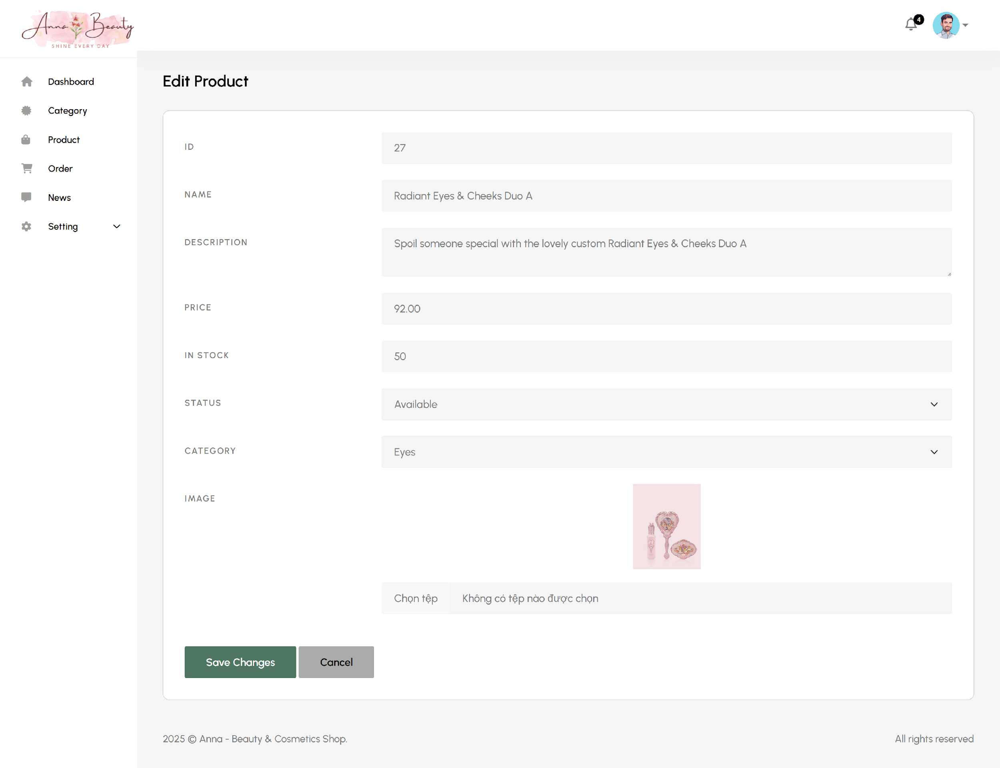 Anna Beauty
SHINE EVERY DAY
4
Dashboard
Category
Product
Order
News
Setting
Edit Product
ID
27
NAME
Radiant Eyes & Cheeks Duo A
DESCRIPTION
Spoil someone special with the lovely custom Radiant Eyes & Cheeks Duo A
PRICE
92.00
IN STOCK
50
STATUS
Available
CATEGORY
Eyes
IMAGE
Chọn tệp Không có tệp nào được chọn
Save Changes Cancel
2025 © Anna - Beauty & Cosmetics Shop. All rights reserved